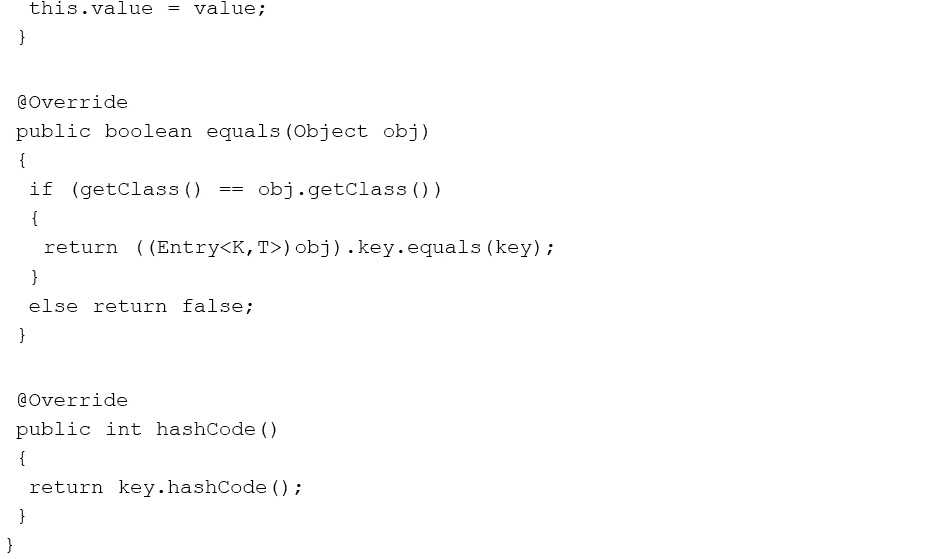 this.value = value;
}
@Override
public boolean equals(Object obj)
{
if (getClass() == obj.getClass())
{
return ((Entry<K,T>)obj).key.equals(key);
}
else return false;
}
@Override
public int hashCode()
{
return key.hashCode();
}
}